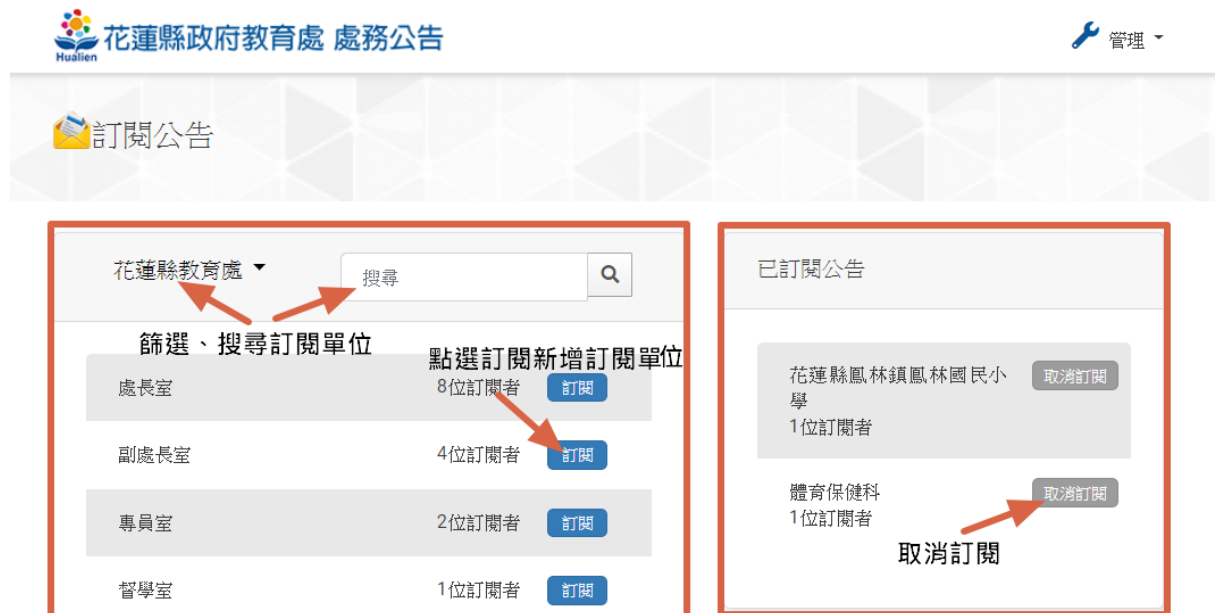 花蓮縣政府教育處 處務公告
Hualien
管理
訂閱公告
花蓮縣教育處
搜尋
篩選、搜尋訂閱單位
點選訂閱新增訂閱單位
處長室 8位訂閱者 訂閱
副處長室 4位訂閱者 訂閱
專員室 2位訂閱者 訂閱
督學室 1位訂閱者 訂閱
已訂閱公告
花蓮縣鳳林鎮鳳林國民小 取消訂閱
學
1位訂閱者
體育保健科 取消訂閱
1位訂閱者
取消訂閱